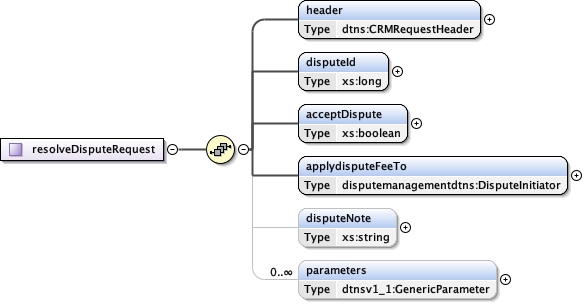 header
Type dtns:CRMRequestHeader
disputeId
Type xs:long
acceptDispute
Type xs:boolean
resolveDisputeRequest
applydisputeFeeTo
Type disputemanagementdtns:DisputeInitiator
disputeNote
Type xs:string
0..∞ parameters
Type dtnsv1_1:GenericParameter